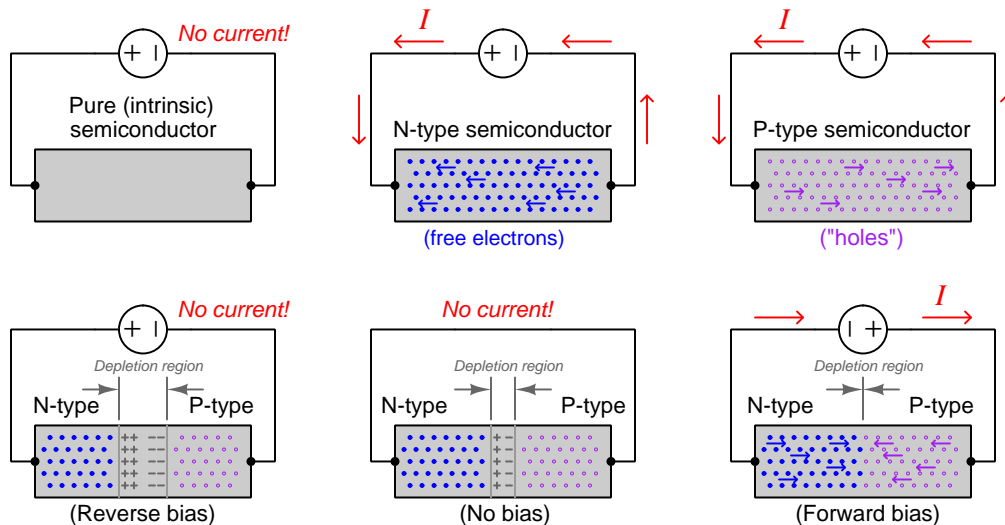 No current!
+ −
Pure (intrinsic)
semiconductor
I
+ −
N-type semiconductor
(free electrons)
I
+ −
P-type semiconductor
("holes")
No current!
+ −
Depletion region
N-type P-type
++ −−
++ −−
++ −−
++ −−
++ −−
(Reverse bias)
No current!
Depletion region
N-type P-type
+ −
+ −
+ −
+ −
+ −
(No bias)
I
− +
Depletion region
N-type P-type
(Forward bias)